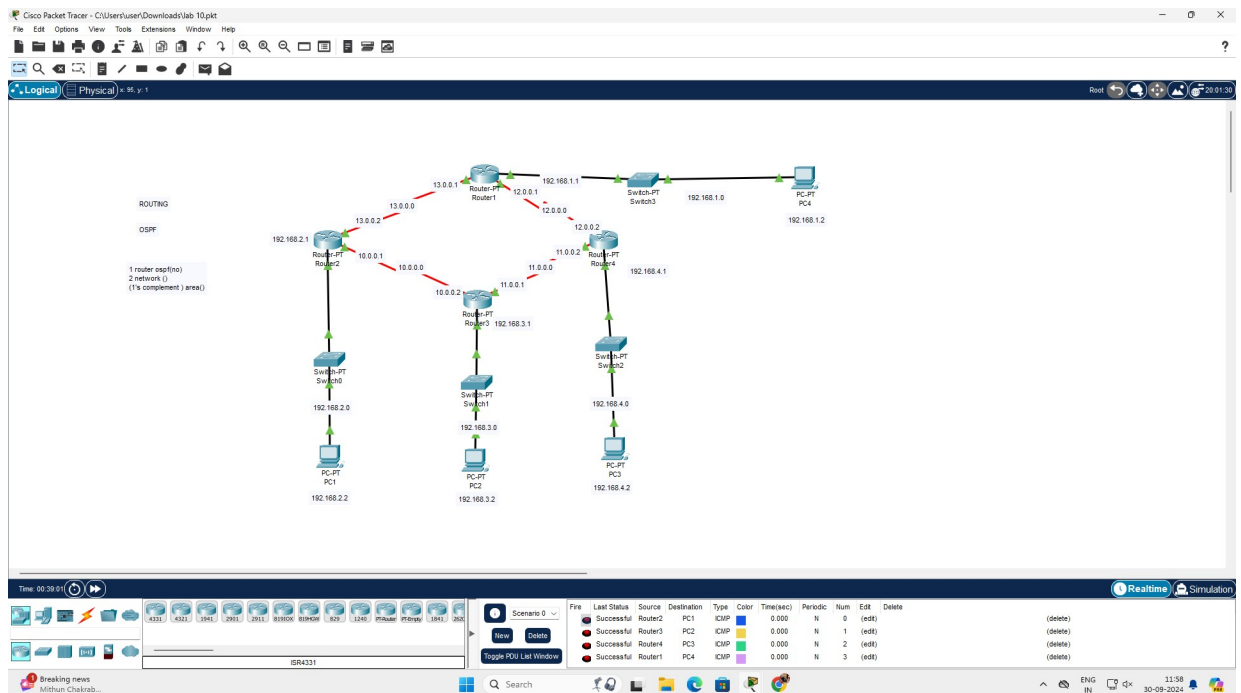 Cisco Packet Tracer - C:\Users\user\Downloads\lab 10.pkt
File Edit Options View Tools Extensions Window Help
?
Logical Physical x: 95, y: 1 Root 20:01:30
13.0.0.1
Router-PT
Router1
192.168.1.1
12.0.0.1
Switch-PT
Switch3
192.168.1.0
PC-PT
PC4
192.168.1.2
ROUTING
OSPF
1 router ospf(no)
2 network ()
(1's complement ) area()
13.0.0.0
13.0.0.2
12.0.0.0
12.0.0.2
192.168.2.1
Router-PT
Router2
10.0.0.1
10.0.0.0
10.0.0.2
11.0.0.2
Router-PT
Router4
11.0.0.0
192.168.4.1
11.0.0.1
Router-PT
Router3
192.168.3.1
Switch-PT
Switch0
Switch-PT
Switch1
Switch-PT
Switch2
192.168.2.0
192.168.3.0
192.168.4.0
PC-PT
PC1
192.168.2.2
PC-PT
PC2
192.168.3.2
PC-PT
PC3
192.168.4.2
Time: 00:39:01 Realtime Simulation
4331 4321 1941 2901 2911 819IOX 819HGW 829 1240 PT-Router PT-Empty 1841 262
ISR4331
Scenario 0
New Delete
Toggle PDU List Window
Fire Last Status Source Destination Type Color Time(sec) Periodic Num Edit Delete
Successful Router2 PC1 ICMP 0.000 N 0 (edit) (delete)
Successful Router3 PC2 ICMP 0.000 N 1 (edit) (delete)
Successful Router4 PC3 ICMP 0.000 N 2 (edit) (delete)
Successful Router1 PC4 ICMP 0.000 N 3 (edit) (delete)
Breaking news
Mithun Chakrab...
Search
ENG
IN
11:58
30-09-2024